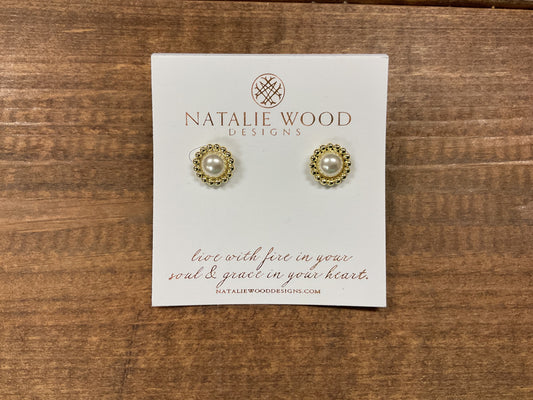 NATALIE WOOD
DESIGNS
live with fire in your
soul & grace in your heart.
NATALIEWOODDESIGNS.COM